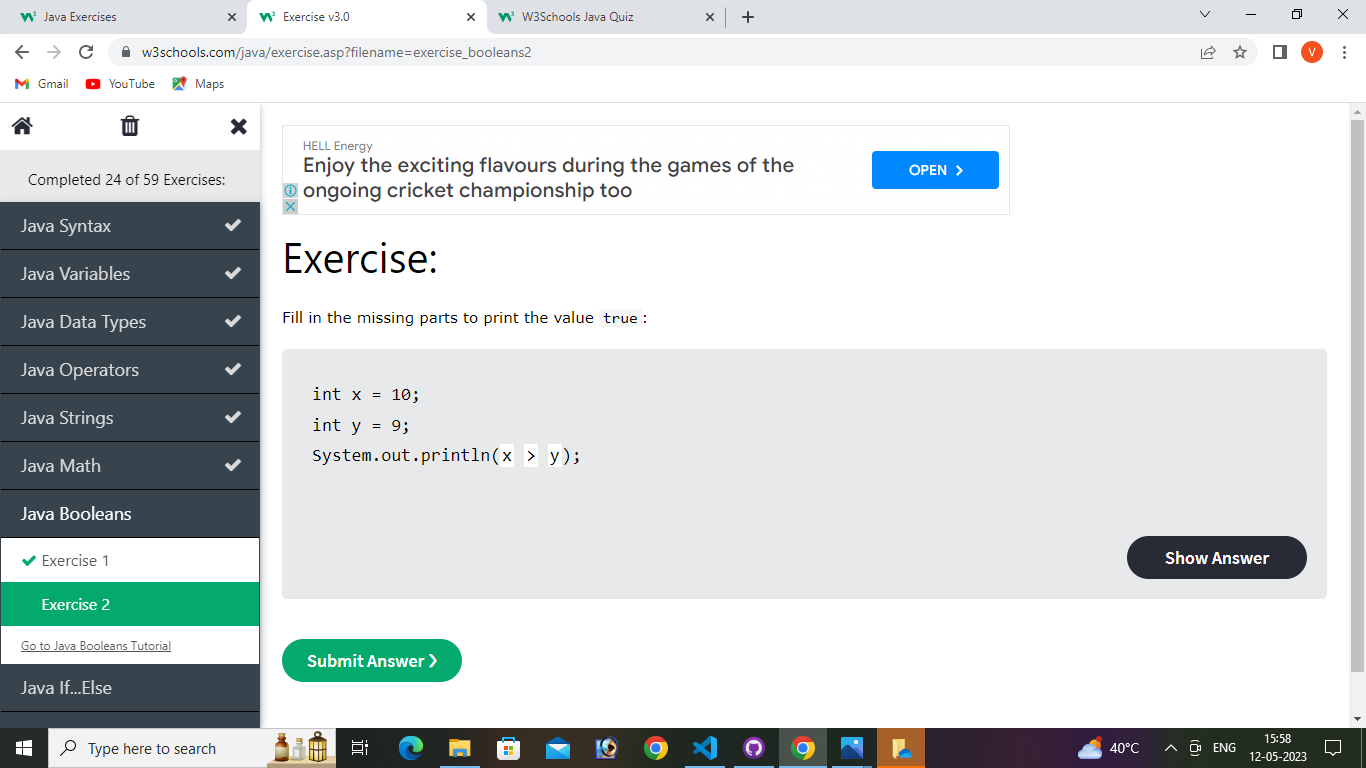 Java Exercises
Exercise v3.0
W3Schools Java Quiz
w3schools.com/java/exercise.asp?filename=exercise_booleans2
V
Gmail
YouTube
Maps
Completed 24 of 59 Exercises:
Java Syntax
Java Variables
Java Data Types
Java Operators
Java Strings
Java Math
Java Booleans
Exercise 1
Exercise 2
Go to Java Booleans Tutorial
Java If...Else
HELL Energy
Enjoy the exciting flavours during the games of the
ongoing cricket championship too
OPEN
Exercise:
Fill in the missing parts to print the value true:
int x = 10;
int y = 9;
System.out.println(x > y);
Show Answer
Submit Answer ❯
Type here to search
40°C
ENG
15:58
12-05-2023